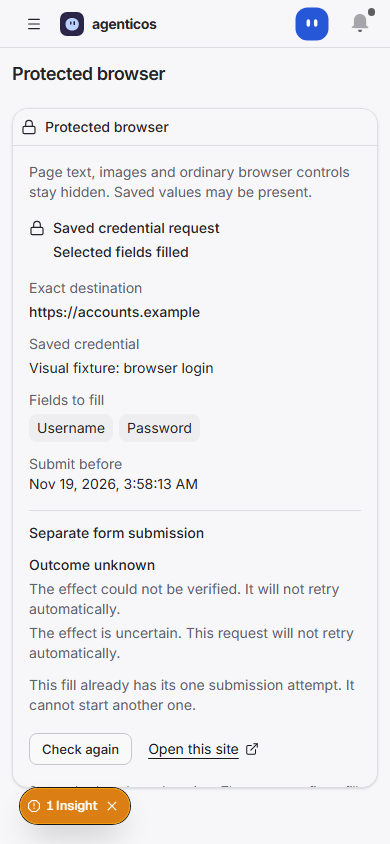 agenticos
Protected browser
Protected browser
Page text, images and ordinary browser controls
stay hidden. Saved values may be present.
Saved credential request
Selected fields filled
Exact destination
https://accounts.example
Saved credential
Visual fixture: browser login
Fields to fill
Username Password
Submit before
Nov 19, 2026, 3:58:13 AM
Separate form submission
Outcome unknown
The effect could not be verified. It will not retry
automatically.
The effect is uncertain. This request will not retry
automatically.
This fill already has its one submission attempt. It
cannot start another one.
Check again Open this site
1 Insight